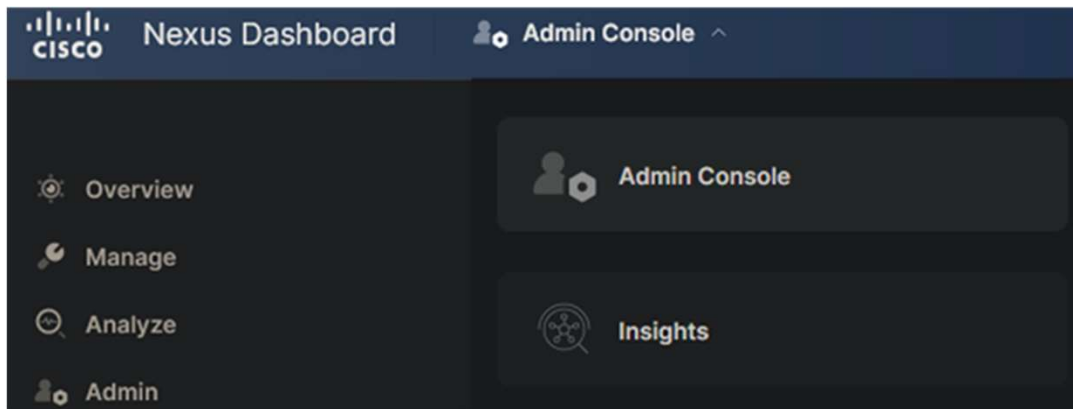 CISCO Nexus Dashboard Admin Console
Overview
Manage
Analyze
Admin
Admin Console
Insights